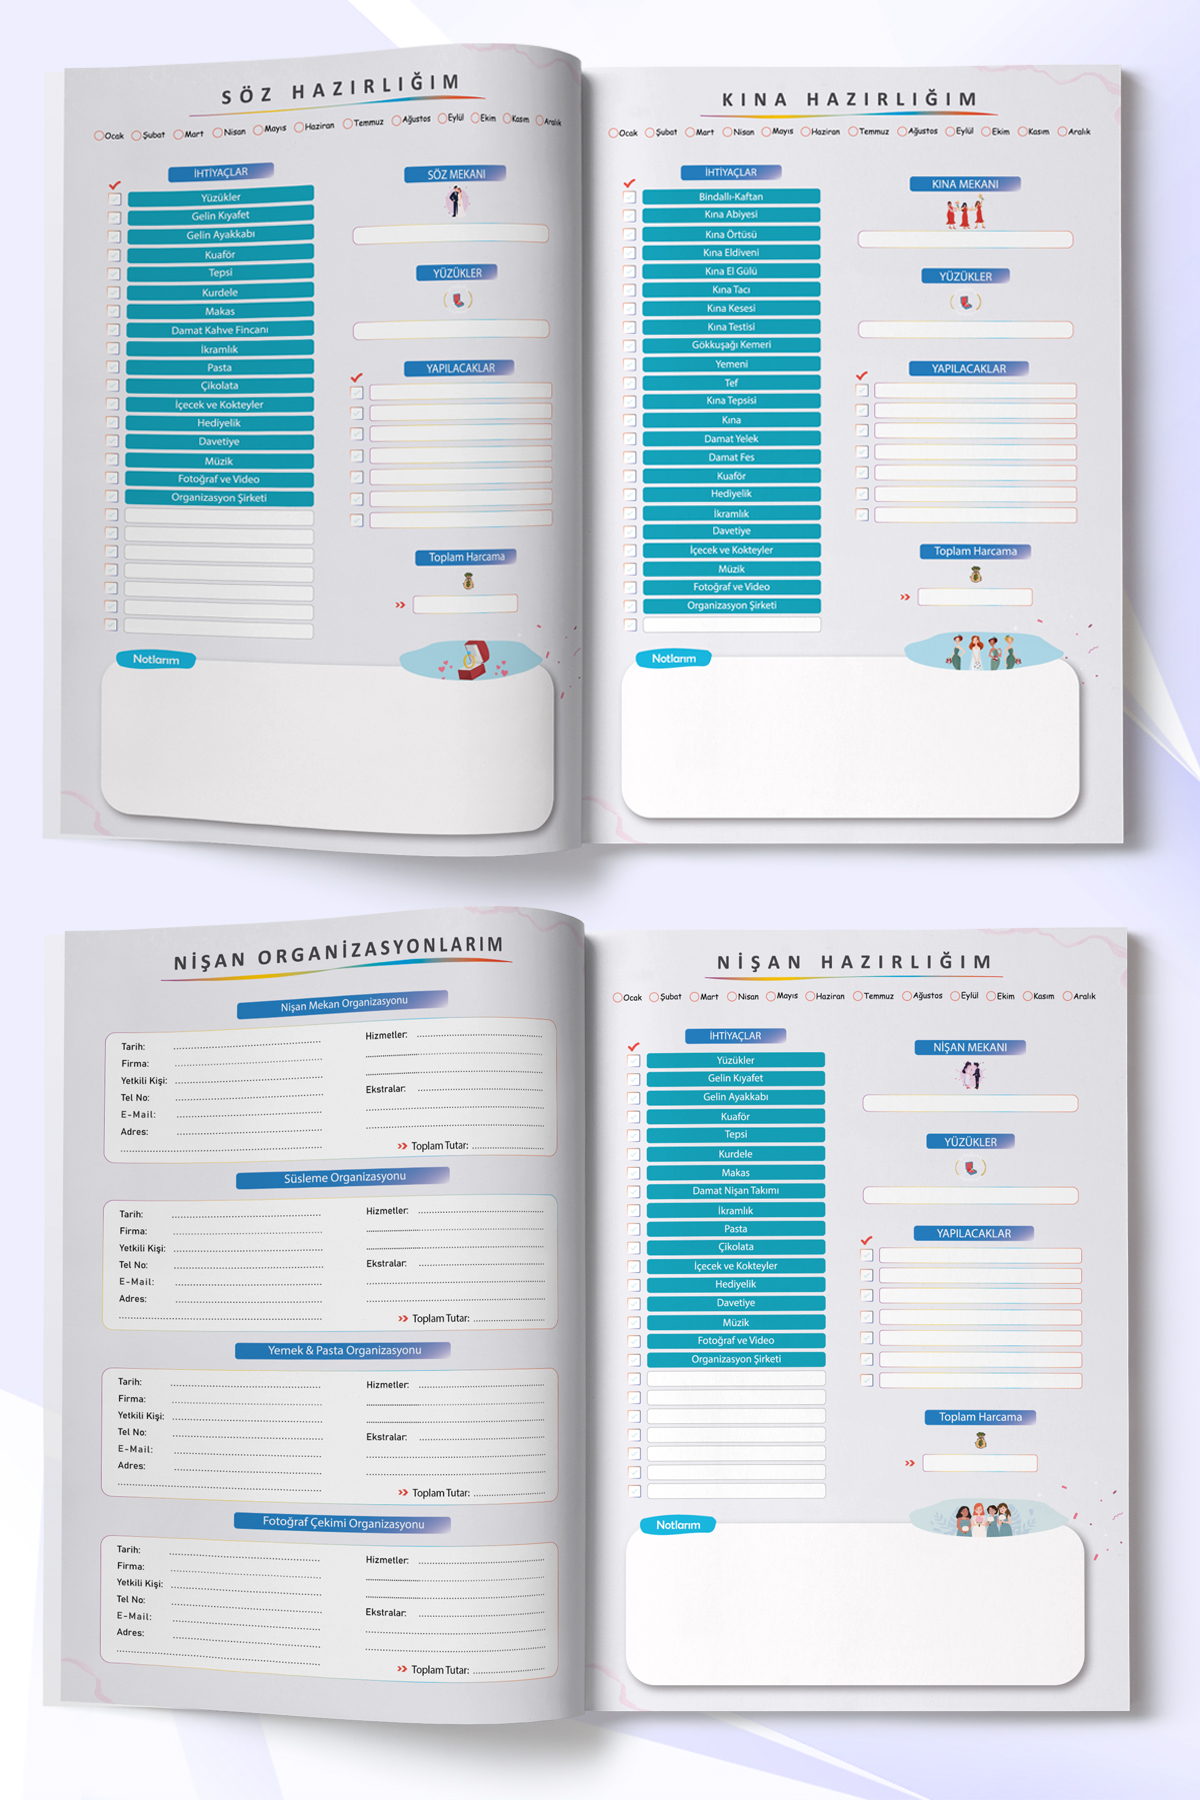 SÖZ HAZIRLIĞIM
Ocak Şubat Mart Nisan Mayıs Haziran Temmuz Ağustos Eylül Ekim Kasım Aralık
İHTİYAÇLAR
Yüzükler
Gelin Kıyafet
Gelin Ayakkabı
Kuaför
Tepsi
Kurdele
Makas
Damat Kahve Fincanı
İkramlık
Pasta
Çikolata
İçecek ve Kokteyler
Hediyelik
Davetiye
Müzik
Fotoğraf ve Video
Organizasyon Şirketi
SÖZ MEKANI
YÜZÜKLER
YAPILACAKLAR
Toplam Harcama
Notlarım
KINA HAZIRLIĞIM
Ocak Şubat Mart Nisan Mayıs Haziran Temmuz Ağustos Eylül Ekim Kasım Aralık
İHTİYAÇLAR
Bindallı-Kaftan
Kına Abiyesi
Kına Örtüsü
Kına Eldiveni
Kına El Gülü
Kına Tacı
Kına Kesesi
Kına Testisi
Gökkuşağı Kemeri
Yemeni
Tef
Kına Tepsisi
Kına
Damat Yelek
Damat Fes
Kuaför
Hediyelik
İkramlık
Davetiye
İçecek ve Kokteyler
Müzik
Fotoğraf ve Video
Organizasyon Şirketi
KINA MEKANI
YÜZÜKLER
YAPILACAKLAR
Toplam Harcama
Notlarım
NİŞAN ORGANİZASYONLARIM
Nişan Mekan Organizasyonu
Tarih:
Firma:
Yetkili Kişi:
Tel No:
E-Mail:
Adres:
Hizmetler:
Ekstralar:
Toplam Tutar:
Süsleme Organizasyonu
Tarih:
Firma:
Yetkili Kişi:
Tel No:
E-Mail:
Adres:
Hizmetler:
Ekstralar:
Toplam Tutar:
Yemek & Pasta Organizasyonu
Tarih:
Firma:
Yetkili Kişi:
Tel No:
E-Mail:
Adres:
Hizmetler:
Ekstralar:
Toplam Tutar:
Fotoğraf Çekimi Organizasyonu
Tarih:
Firma:
Yetkili Kişi:
Tel No:
E-Mail:
Adres:
Hizmetler:
Ekstralar:
Toplam Tutar:
NİŞAN HAZIRLIĞIM
Ocak Şubat Mart Nisan Mayıs Haziran Temmuz Ağustos Eylül Ekim Kasım Aralık
İHTİYAÇLAR
Yüzükler
Gelin Kıyafet
Gelin Ayakkabı
Kuaför
Tepsi
Kurdele
Makas
Damat Nişan Takımı
İkramlık
Pasta
Çikolata
İçecek ve Kokteyler
Hediyelik
Davetiye
Müzik
Fotoğraf ve Video
Organizasyon Şirketi
NİŞAN MEKANI
YÜZÜKLER
YAPILACAKLAR
Toplam Harcama
Notlarım